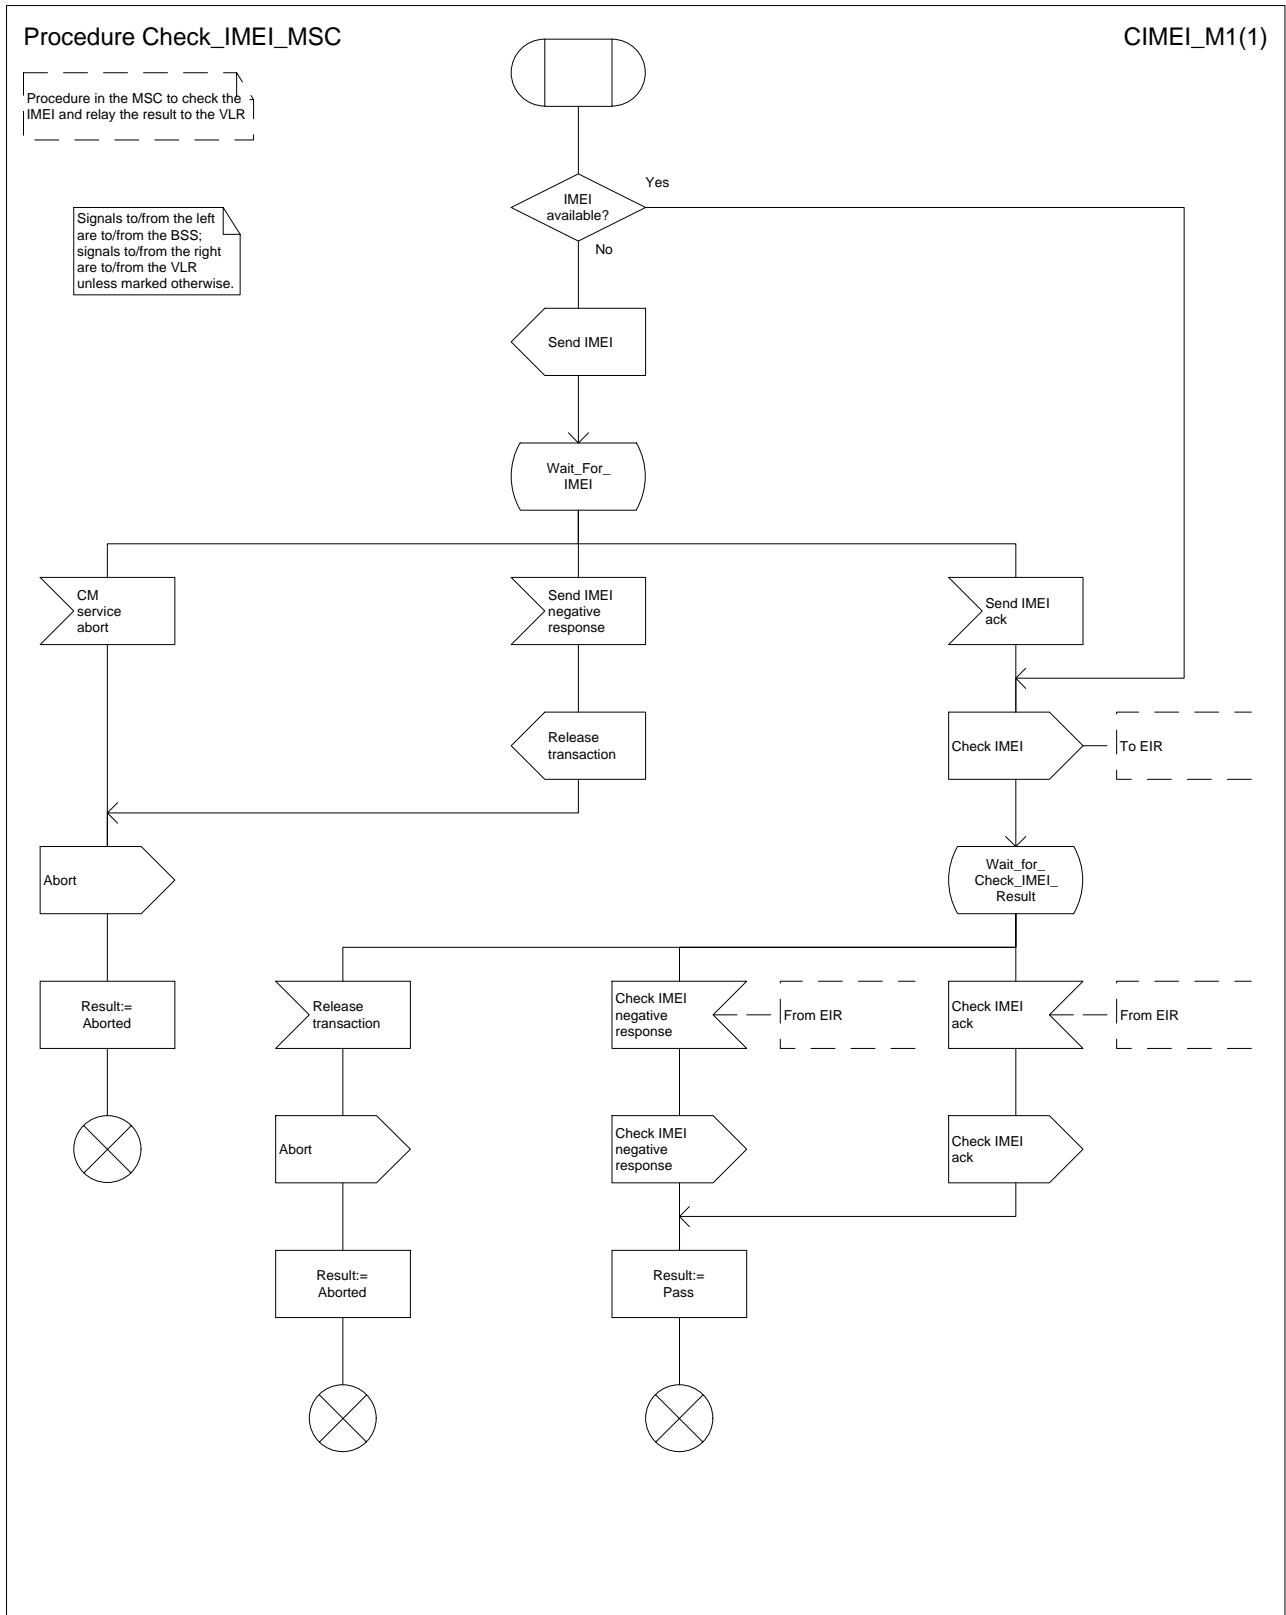 Procedure Check_IMEI_MSC
CIMEI_M1(1)
Procedure in the MSC to check the
IMEI and relay the result to the VLR
Signals to/from the left
are to/from the BSS;
signals to/from the right
are to/from the VLR
unless marked otherwise.
IMEI
available?
Yes
No
Send IMEI
Wait_For_
IMEI
CM
service
abort
Send IMEI
negative
response
Send IMEI
ack
Release
transaction
Check IMEI
To EIR
Abort
Wait_for_
Check_IMEI_
Result
Result:=
Aborted
Release
transaction
Check IMEI
negative
response
From EIR
Check IMEI
ack
From EIR
Abort
Check IMEI
negative
response
Check IMEI
ack
Result:=
Aborted
Result:=
Pass